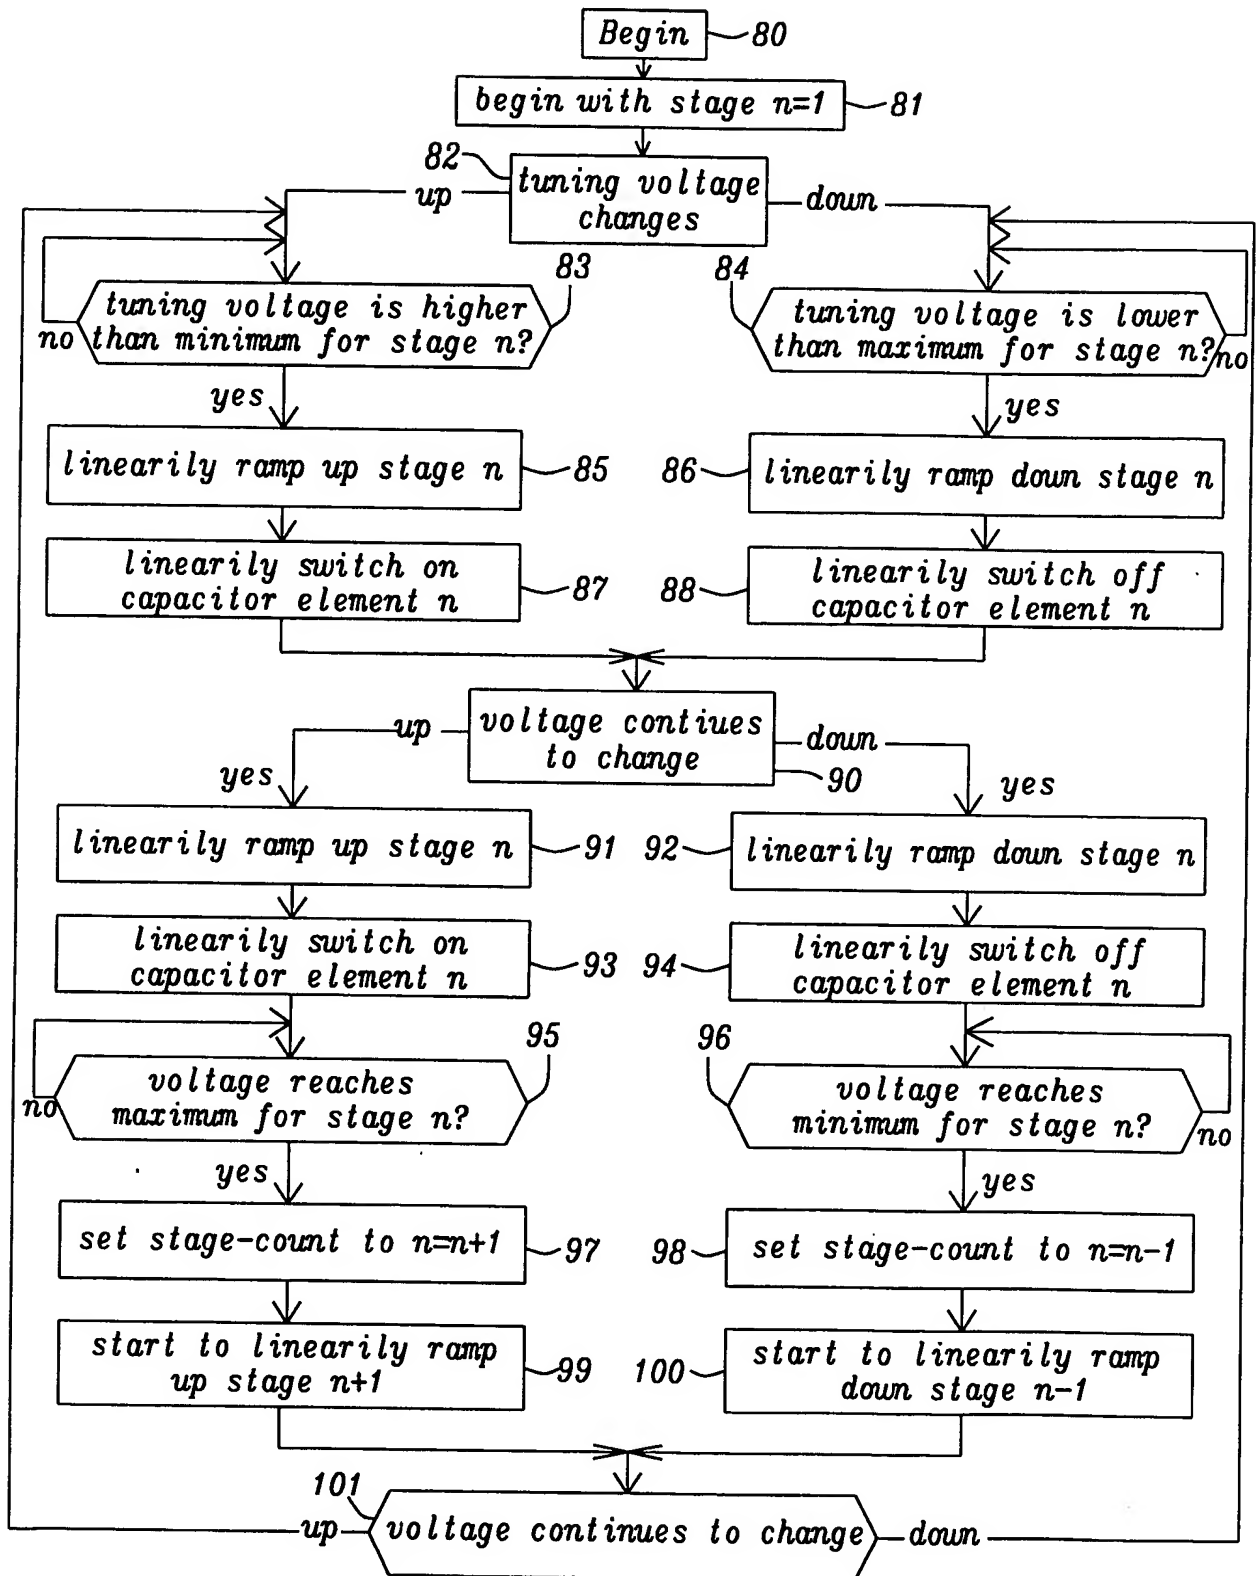 Begin 80
begin with stage n=1 81
82
tuning voltage
changes
up
down
83
84
tuning voltage is higher
than minimum for stage n?
no
tuning voltage is lower
than maximum for stage n?
no
yes
yes
linearily ramp up stage n 85
86 linearily ramp down stage n
linearily switch on
capacitor element n
87
88
linearily switch off
capacitor element n
voltage contiues
to change
up
down
90
yes
yes
linearily ramp up stage n 91
92 linearily ramp down stage n
linearily switch on
capacitor element n
93
94
linearily switch off
capacitor element n
95
96
voltage reaches
maximum for stage n?
no
voltage reaches
minimum for stage n?
no
yes
yes
set stage-count to n=n+1 97
98 set stage-count to n=n-1
start to linearily ramp
up stage n+1
99
100
start to linearily ramp
down stage n-1
101
up voltage continues to change down